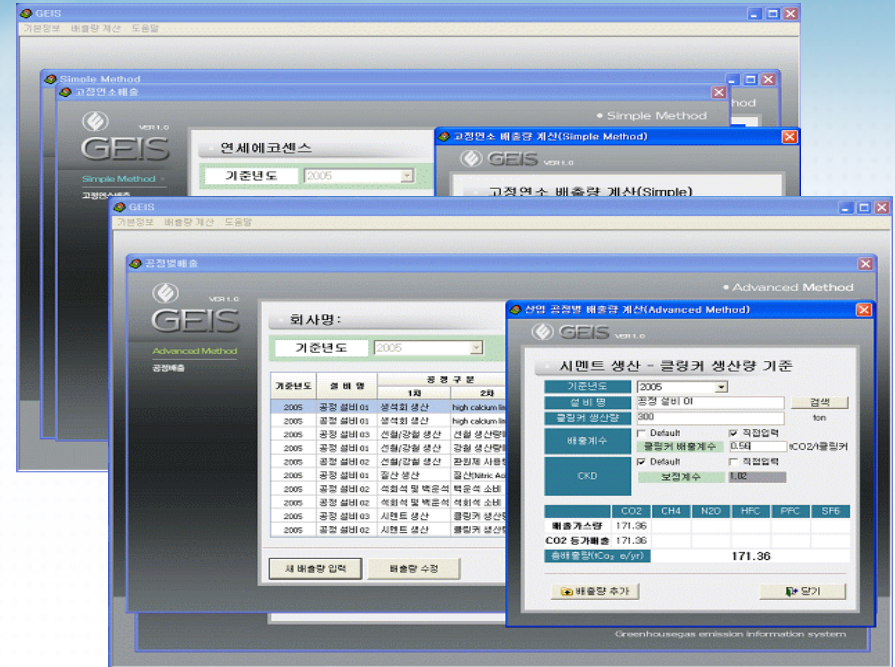 GEIS
기본정보 배출량 계산 도움말
Simple Method
고정연소배출
VER 1.0
GEIS
Simple Method
고정연소배출
Simple Method
연세에코센스
기준년도 2005
고정연소 배출량 계산(Simple Method)
GEIS VER 1.0
고정연소 배출량 계산(Simple)
GEIS
기본정보 배출량 계산 도움말
공정별배출
Advanced Method
VER 1.0
GEIS
Advanced Method
공정배출
회사명:
기준년도 2005
기준년도 설 비 명 공 정 구 분
1차 2차
2005 공정 설비 01 생석회 생산 high calcium
2005 공정 설비 01 생석회 생산 high calcium
2005 공정 설비 03 선철/강철 생산 선철 생산량
2005 공정 설비 01 선철/강철 생산 강철 생산량
2005 공정 설비 02 선철/강철 생산 환원제 사용
2005 공정 설비 01 질산 생산 질산(Nitric
2005 공정 설비 02 석회석 및 백운석 백운석 소비
2005 공정 설비 02 석회석 및 백운석 석회석 소비
2005 공정 설비 03 시멘트 생산 클링커 생산
2005 공정 설비 02 시멘트 생산 클링커 생산
새 배출량 입력 배출량 수정
산업 공정별 배출량 계산(Advanced Method)
GEIS VER 1.0
시멘트 생산 - 클링커 생산량 기준
기준년도 2005
설 비 명 공정 설비 01 검색
클링커 생산량 300 ton
배출계수 Default 직접입력
클링커 배출계수 0.56 tCO2/t클링커
CKD Default 직접입력
보정계수 1.02
CO2 CH4 N2O HFC PFC SF6
배출가스량 171.36
CO2 등가배출 171.36
총배출량(tCO₂ e/yr) 171.36
배출량 추가 닫기
Greenhousegas emission information system